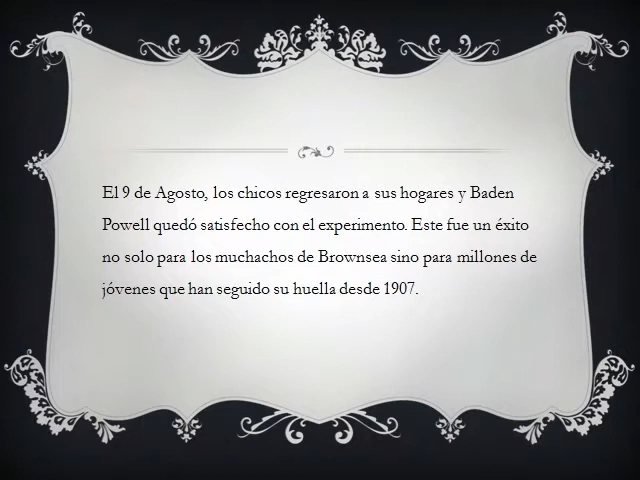 El 9 de Agosto, los chicos regresaron a sus hogares y Baden
Powell quedó satisfecho con el experimento. Este fue un éxito
no solo para los muchachos de Brownsea sino para millones de
jóvenes que han seguido su huella desde 1907.